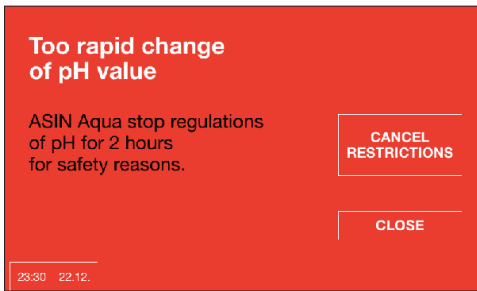 Too rapid change
of pH value
ASIN Aqua stop regulations
of pH for 2 hours
for safety reasons.
CANCEL
RESTRICTIONS
CLOSE
23:30 22.12.